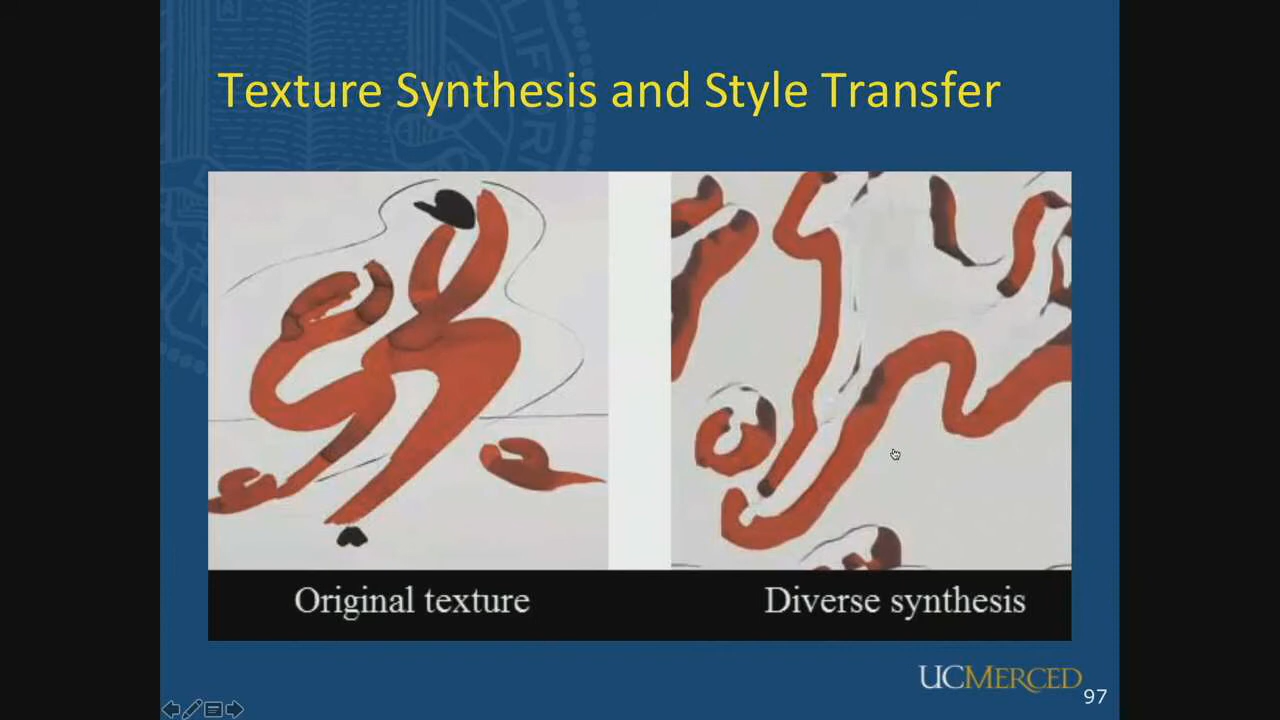 Texture Synthesis and Style Transfer
Original texture
Diverse synthesis
UCMERCED
97